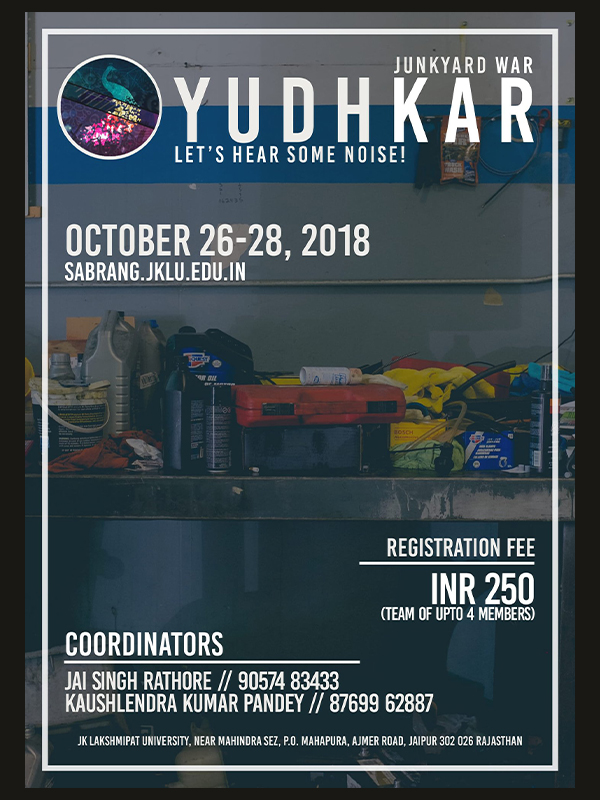 JUNKYARD WAR
YUDHKAR
LET'S HEAR SOME NOISE!
OCTOBER 26-28, 2018
SABRANG.JKLU.EDU.IN
REGISTRATION FEE
INR 250
(TEAM OF UPTO 4 MEMBERS)
COORDINATORS
JAI SINGH RATHORE // 90574 83433
KAUSHLENDRA KUMAR PANDEY // 87699 62887
JK LAKSHMIPAT UNIVERSITY, NEAR MAHINDRA SEZ, P.O. MAHAPURA, AJMER ROAD, JAIPUR 302 026 RAJASTHAN